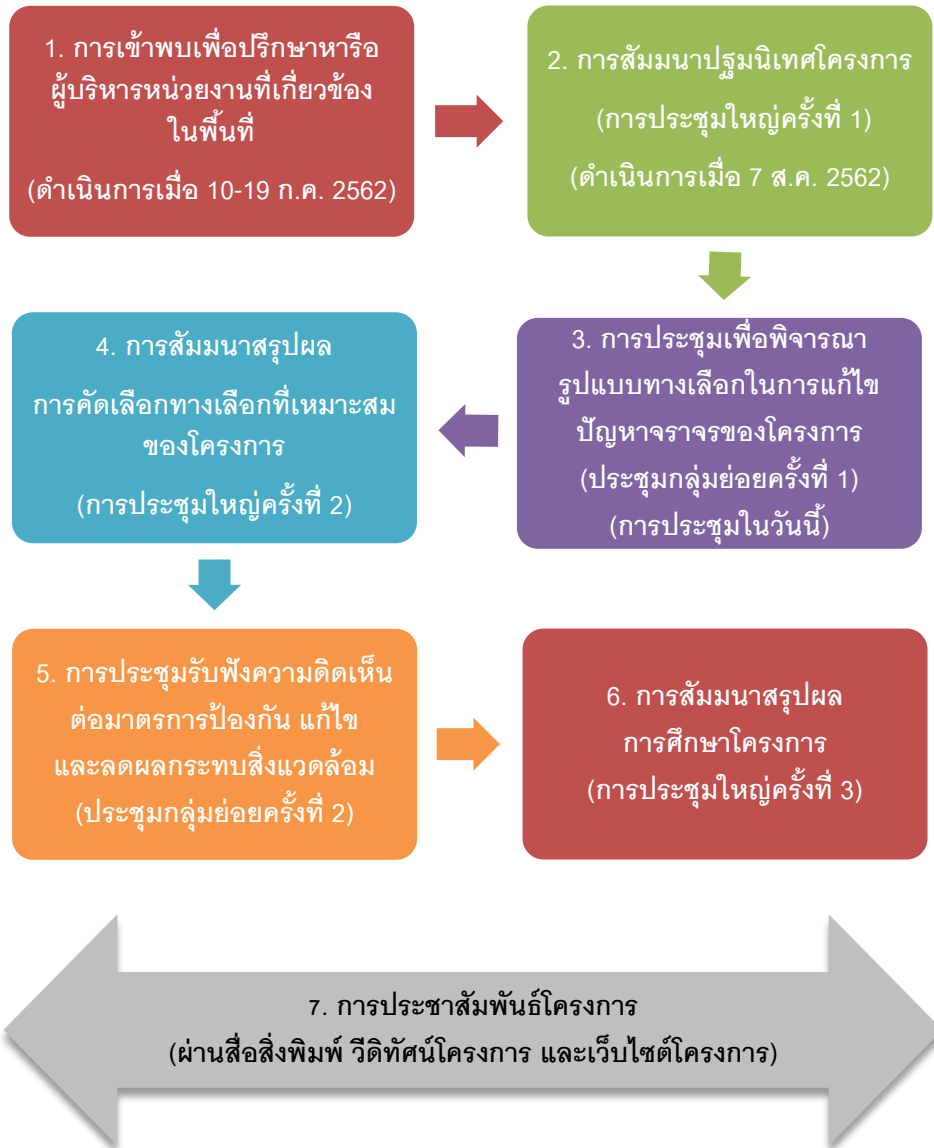 1. การเข้าพบเพื่อปรึกษาหารือ
ผู้บริหารหน่วยงานที่เกี่ยวข้อง
ในพื้นที่
(ดำเนินการเมื่อ 10-19 ก.ค. 2562)
2. การสัมมนาปฐมนิเทศโครงการ
(การประชุมใหญ่ครั้งที่ 1)
(ดำเนินการเมื่อ 7 ส.ค. 2562)
3. การประชุมเพื่อพิจารณา
รูปแบบทางเลือกในการแก้ไข
ปัญหาจราจรของโครงการ
(ประชุมกลุ่มย่อยครั้งที่ 1)
(การประชุมในวันนี้)
4. การสัมมนาสรุปผล
การคัดเลือกทางเลือกที่เหมาะสม
ของโครงการ
(การประชุมใหญ่ครั้งที่ 2)
5. การประชุมรับฟังความดิดเห็น
ต่อมาตรการป้องกัน แก้ไข
และลดผลกระทบสิ่งแวดล้อม
(ประชุมกลุ่มย่อยครั้งที่ 2)
6. การสัมมนาสรุปผล
การศึกษาโครงการ
(การประชุมใหญ่ครั้งที่ 3)
7. การประชาสัมพันธ์โครงการ
(ผ่านสื่อสิ่งพิมพ์ วีดิทัศน์โครงการ และเว็บไซต์โครงการ)